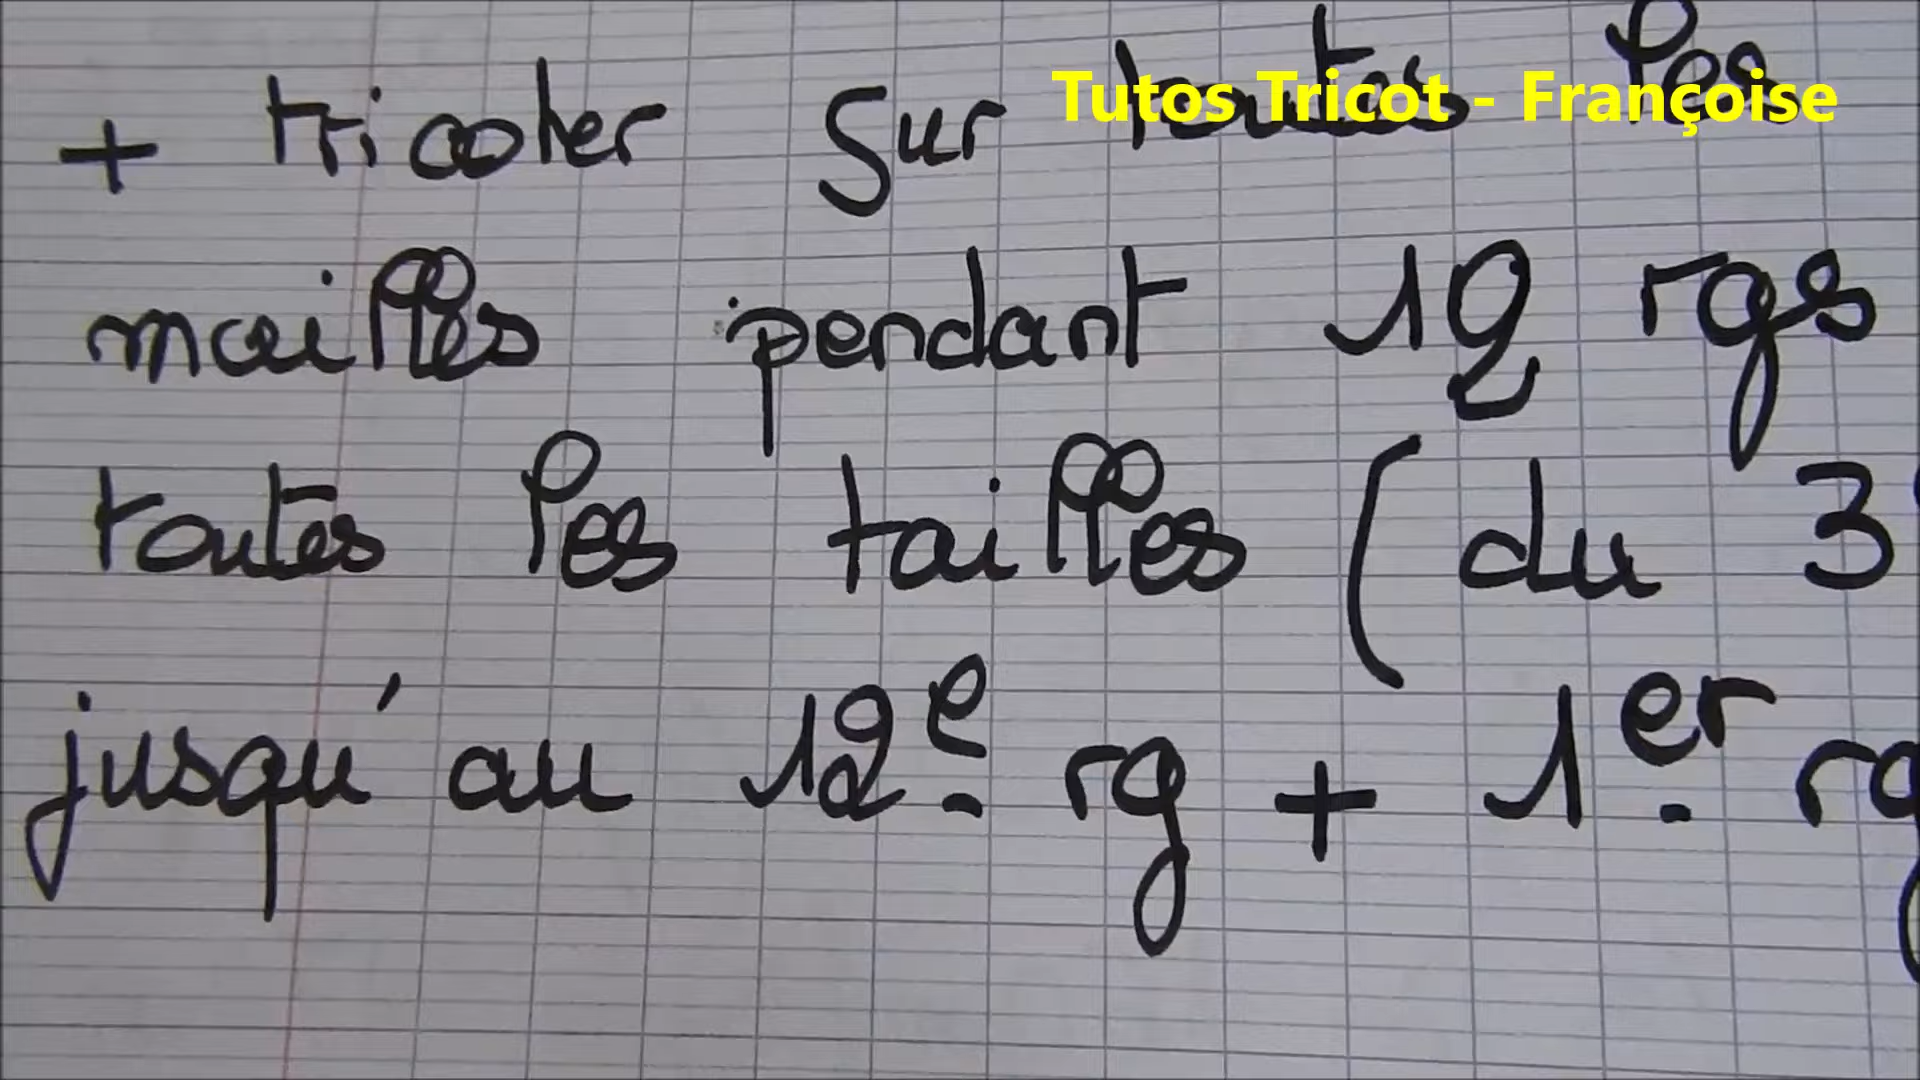 Tutos Tricot - Françoise
+ tricoter sur toutes les
mailles pendant 12 rgs
toutes les tailles (du 3
jusqu'au 12e rg + 1er rg